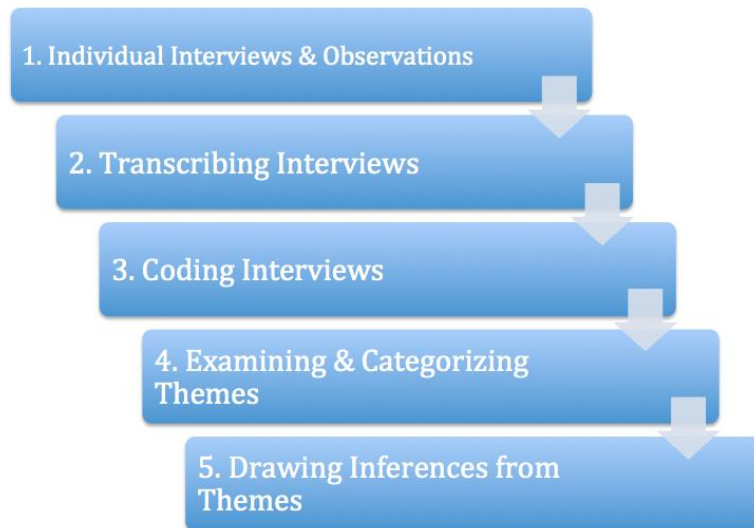 1. Individual Interviews & Observations
2. Transcribing Interviews
3. Coding Interviews
4. Examining & Categorizing
Themes
5. Drawing Inferences from
Themes